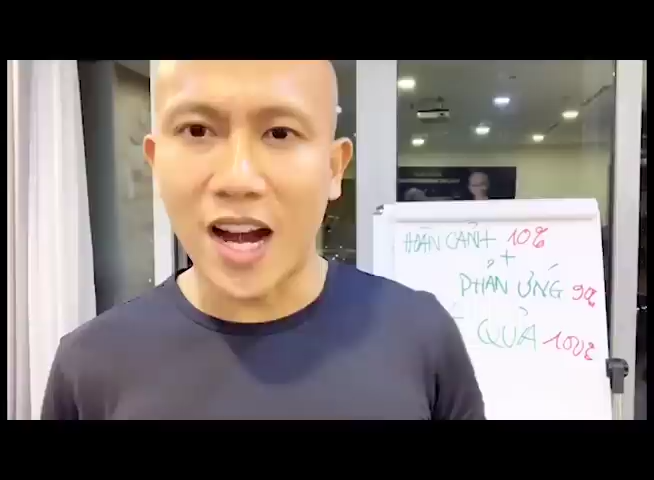 HOÀN CẢNH 10%
+
PHẢN ỨNG 90%
QUẢ 100%